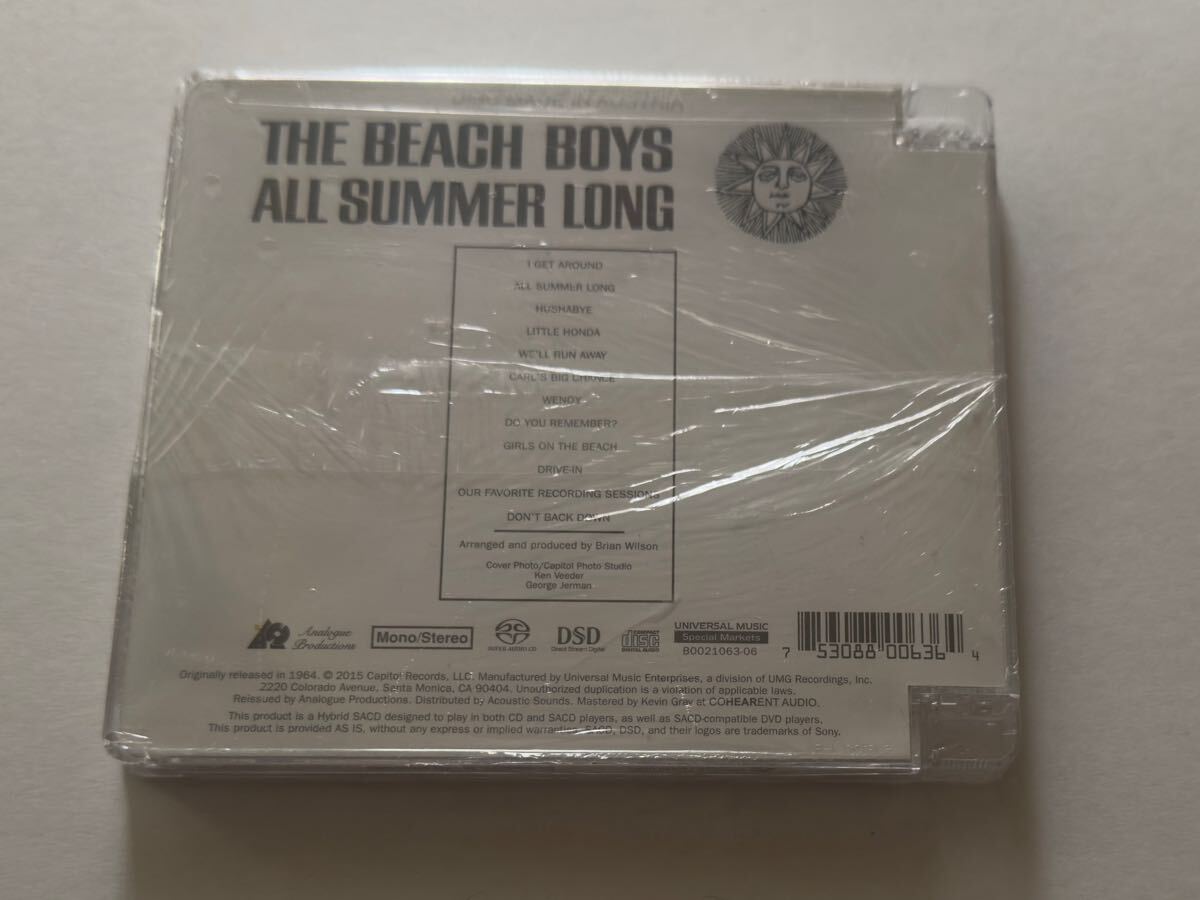 THE BEACH BOYS
ALL SUMMER LONG
I GET AROUND
ALL SUMMER LONG
HUSHABYE
LITTLE HONDA
WE'LL RUN AWAY
CARL'S BIG CHANCE
WENDY
DO YOU REMEMBER?
GIRLS ON THE BEACH
DRIVE-IN
OUR FAVORITE RECORDING SESSIONS
DON'T BACK DOWN
Arranged and produced by Brian Wilson
Cover Photo/Capitol Photo Studio
Ken Veeder
George Jerman
Analogue
Productions
Mono/Stereo
SUPER AUDIO CD
DSD
Direct Stream Digital
COMPACT
disc
DIGITAL AUDIO
UNIVERSAL MUSIC
Special Markets
B0021063-06
7 53088 00636 4
Originally released in 1964. © 2015 Capitol Records, LLC. Manufactured by Universal Music Enterprises, a division of UMG Recordings, Inc.
2220 Colorado Avenue, Santa Monica, CA 90404. Unauthorized duplication is a violation of applicable laws.
Reissued by Analogue Productions. Distributed by Acoustic Sounds. Mastered by Kevin Gray at COHEARENT AUDIO.
This product is a Hybrid SACD designed to play in both CD and SACD players, as well as SACD-compatible DVD players.
This product is provided AS IS, without any express or implied warranties. SACD, DSD, and their logos are trademarks of Sony.